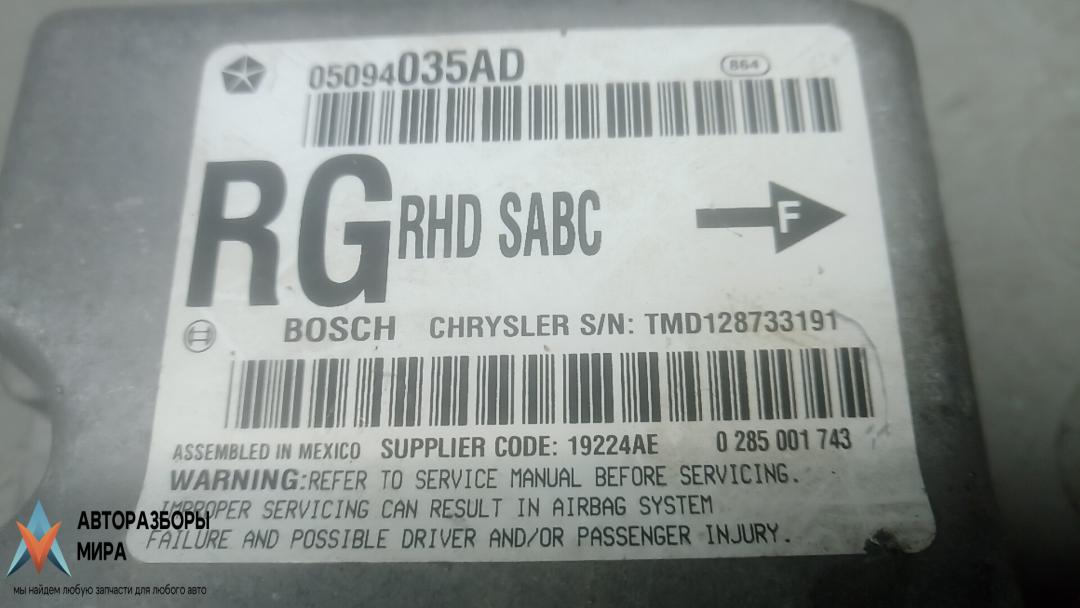 05094035AD 864
RG RHD SABC F
BOSCH CHRYSLER S/N: TMD128733191
ASSEMBLED IN MEXICO SUPPLIER CODE: 19224AE 0 285 001 743
WARNING:REFER TO SERVICE MANUAL BEFORE SERVICING.
IMPROPER SERVICING CAN RESULT IN AIRBAG SYSTEM
FAILURE AND POSSIBLE DRIVER AND/OR PASSENGER INJURY.
АВТОРАЗБОРЫ
МИРА
мы найдем любую запчасти для любого авто